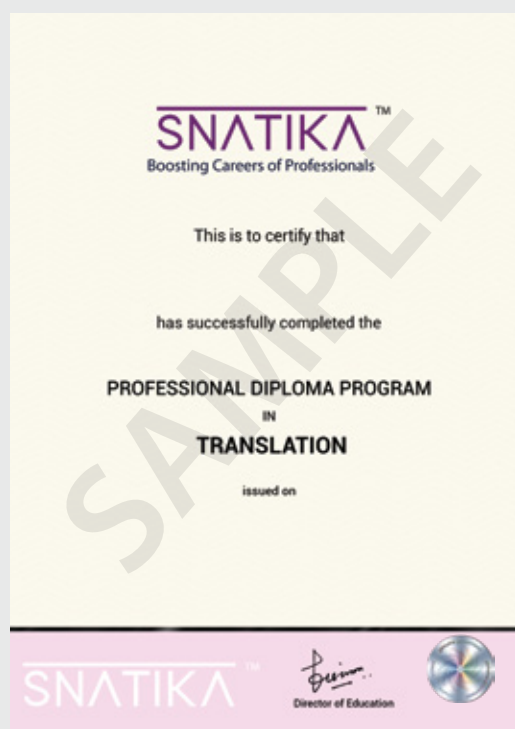 SNATIKA™
Boosting Careers of Professionals
This is to certify that
has successfully completed the
PROFESSIONAL DIPLOMA PROGRAM
IN
TRANSLATION
issued on
SAMPLE
SNATIKA™
Director of Education